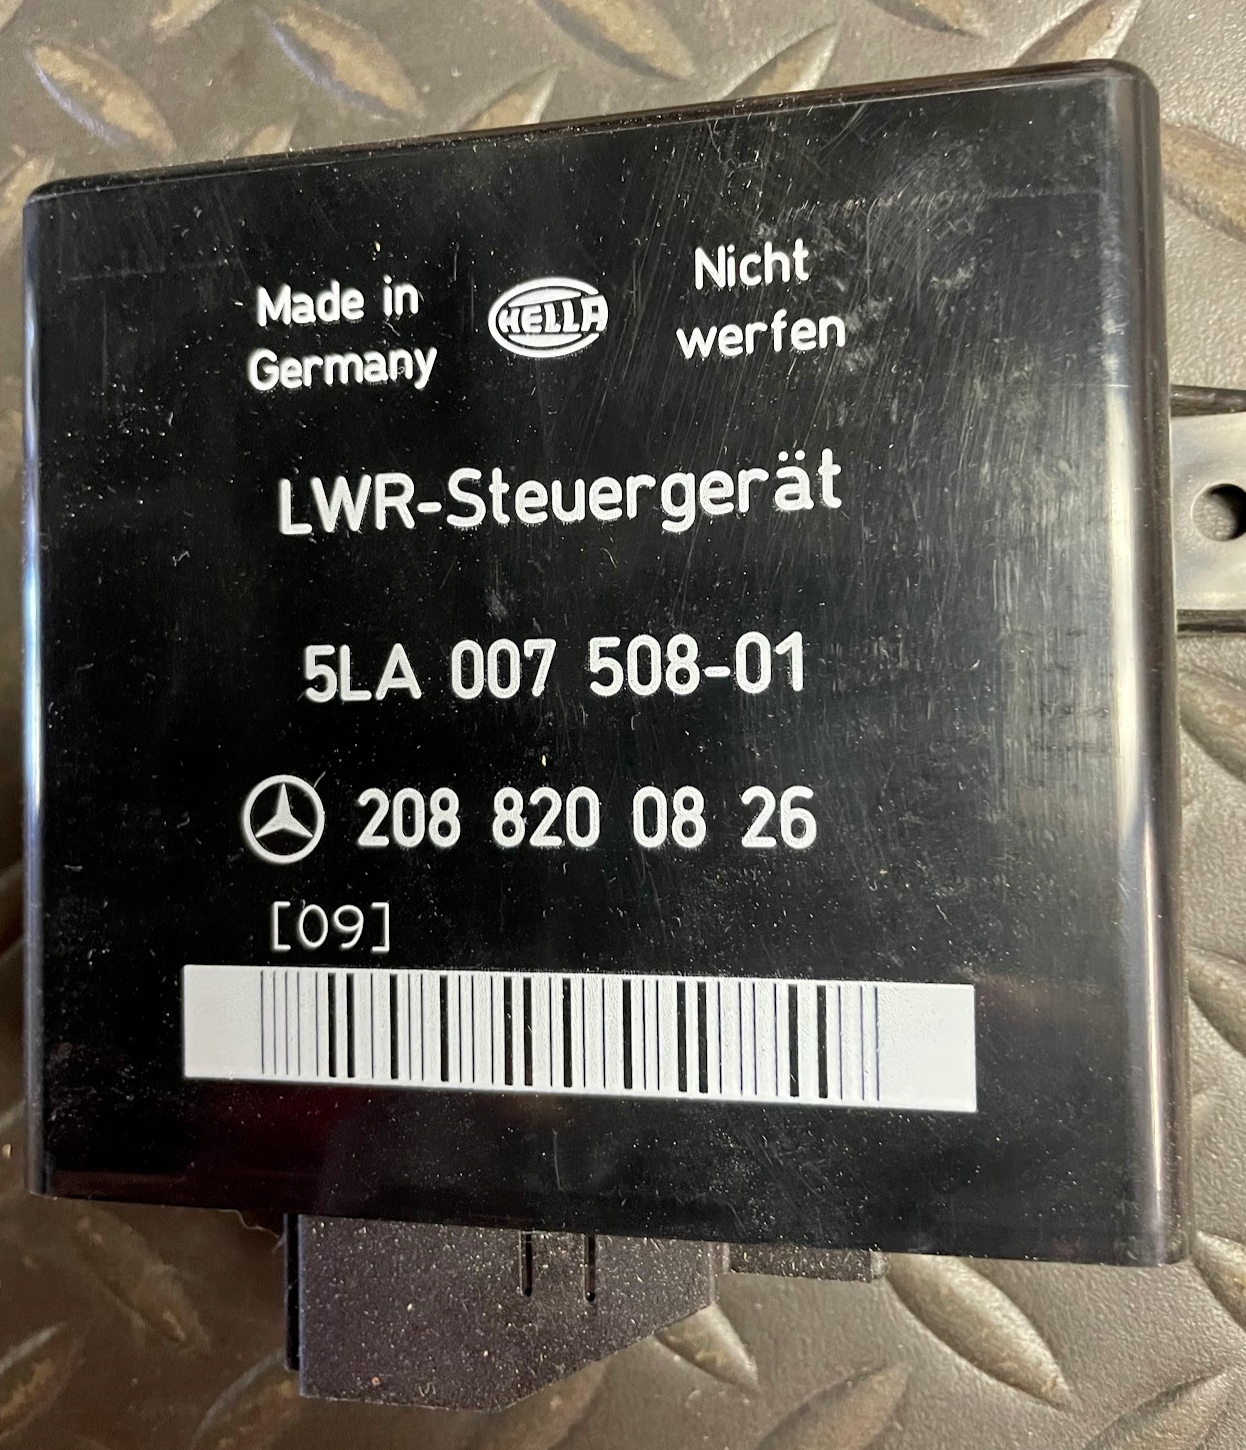 Made in
Germany
HELLA
Nicht
werfen
LWR-Steuergerät
5LA 007 508-01
208 820 08 26
[09]